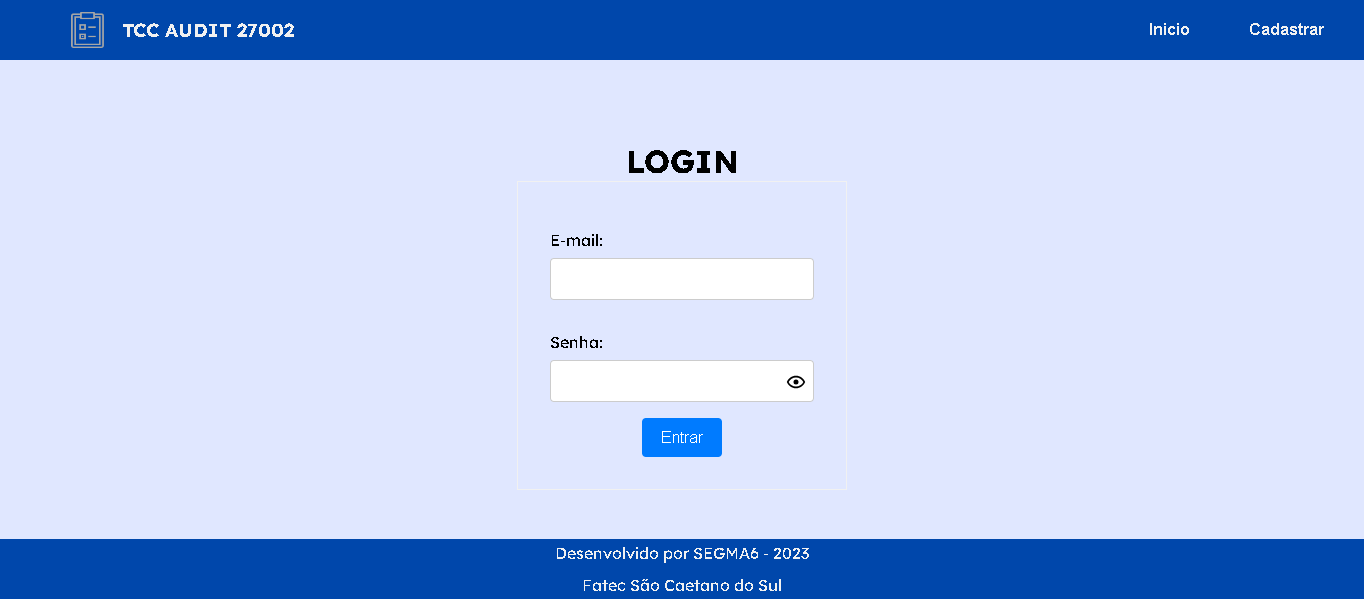 TCC AUDIT 27002
Inicio
Cadastrar
LOGIN
E-mail:
Senha:
Entrar
Desenvolvido por SEGMA6 - 2023
Fatec São Caetano do Sul